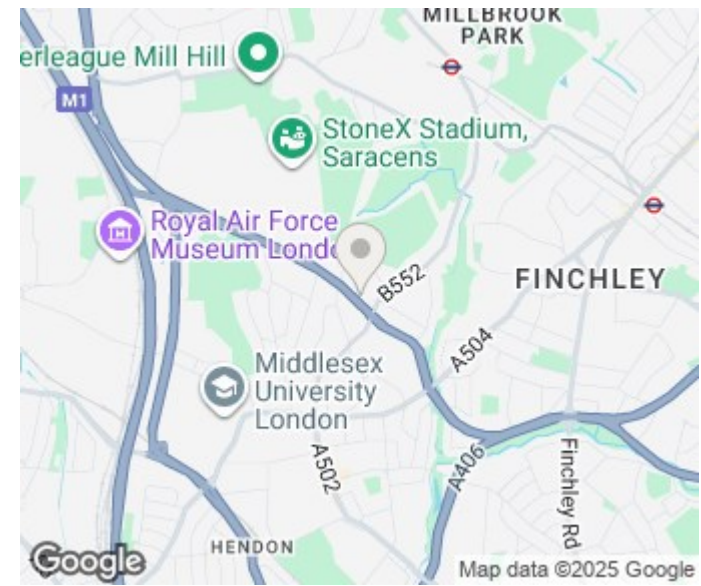 MILLBROOK
PARK
erleague Mill Hill
M1
StoneX Stadium,
Saracens
Royal Air Force
Museum Londo
B552
FINCHLEY
A504
Middlesex
University
London
A502
A406
Finchley Rd
HENDON
Google
Map data ©2025 Google